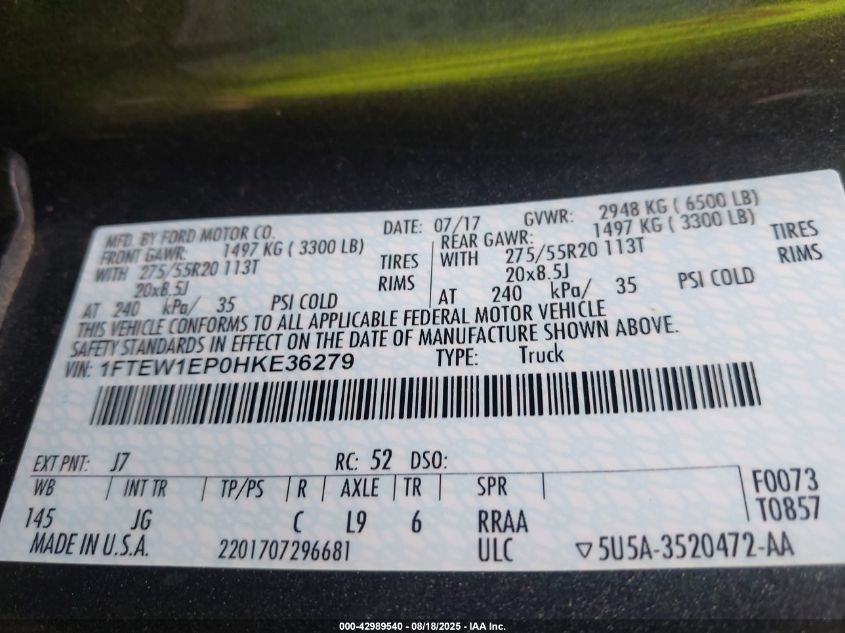 MFD. BY FORD MOTOR CO. DATE: 07/17 GVWR: 2948 KG ( 6500 LB)
FRONT GAWR: 1497 KG ( 3300 LB) REAR GAWR: 1497 KG ( 3300 LB)
WITH 275/55R20 113T TIRES WITH 275/55R20 113T TIRES
20x8.5J RIMS 20x8.5J RIMS
AT 240 kPa/ 35 PSI COLD AT 240 kPa/ 35 PSI COLD
THIS VEHICLE CONFORMS TO ALL APPLICABLE FEDERAL MOTOR VEHICLE
SAFETY STANDARDS IN EFFECT ON THE DATE OF MANUFACTURE SHOWN ABOVE.
VIN: 1FTEW1EP0HKE36279 TYPE: Truck
EXT PNT: J7 RC: 52 DSO:
WB INT TR TP/PS R AXLE TR SPR F0073
145 JG C L9 6 RRAA T0857
MADE IN U.S.A. 2201707296681 ULC ▽5U5A-3520472-AA
000-42989540 - 08/18/2025 - IAA Inc.